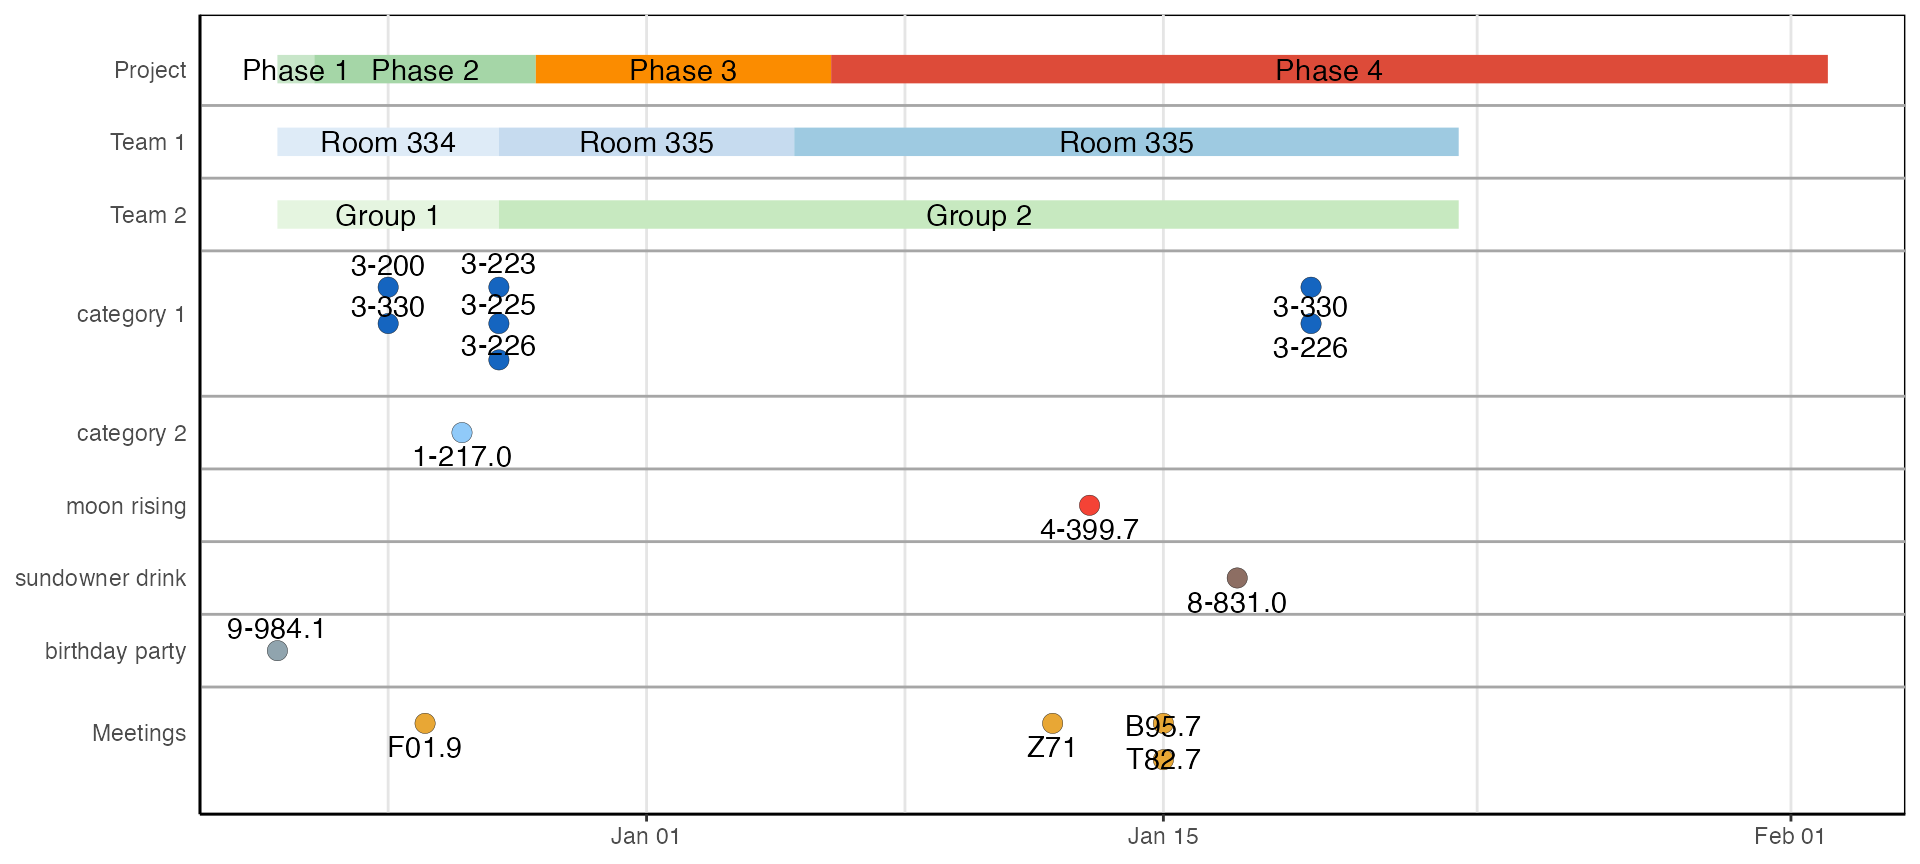 Project
Phase 1 Phase 2 Phase 3 Phase 4
Team 1
Room 334 Room 335 Room 335
Team 2
Group 1 Group 2
category 1
3-200 3-223
3-330 3-225 3-330
3-226 3-226
category 2
1-217.0
moon rising
4-399.7
sundowner drink
8-831.0
birthday party
9-984.1
Meetings
F01.9 Z71 B95.7
T82.7
Jan 01 Jan 15 Feb 01